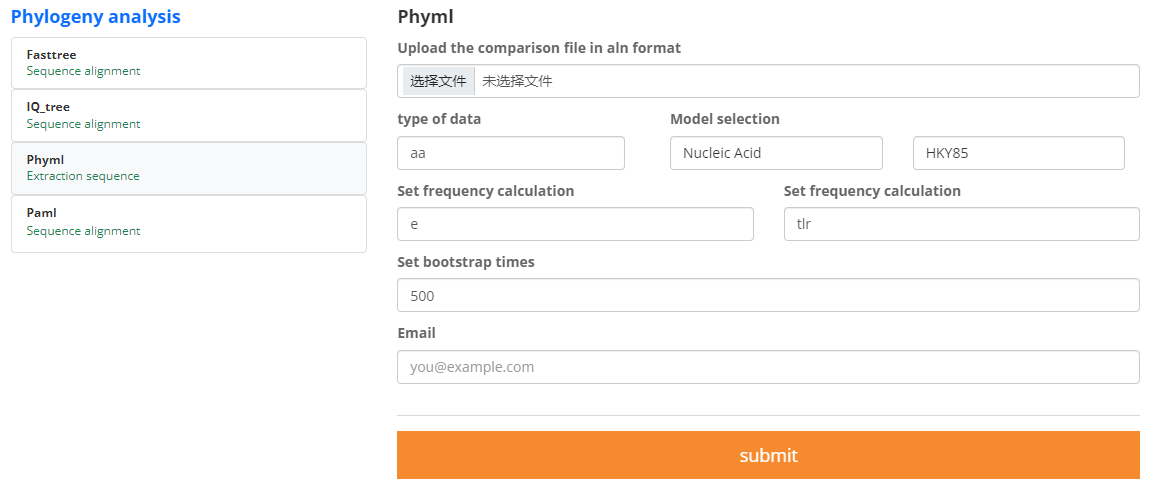 Phylogeny analysis
Fasttree
Sequence alignment
IQ_tree
Sequence alignment
Phyml
Extraction sequence
Paml
Sequence alignment
Phyml
Upload the comparison file in aln format
选择文件 未选择文件
type of data Model selection
aa Nucleic Acid HKY85
Set frequency calculation Set frequency calculation
e tlr
Set bootstrap times
500
Email
you@example.com
submit